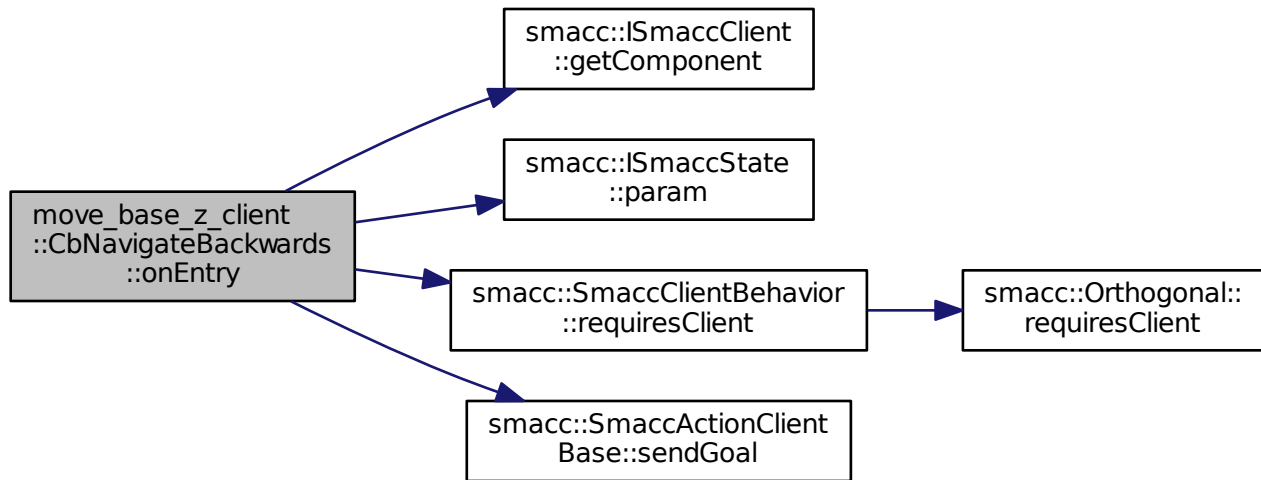 smacc::ISmaccClient
::getComponent
smacc::ISmaccState
::param
move_base_z_client
::CbNavigateBackwards
::onEntry
smacc::SmaccClientBehavior
::requiresClient
smacc::Orthogonal::
requiresClient
smacc::SmaccActionClient
Base::sendGoal